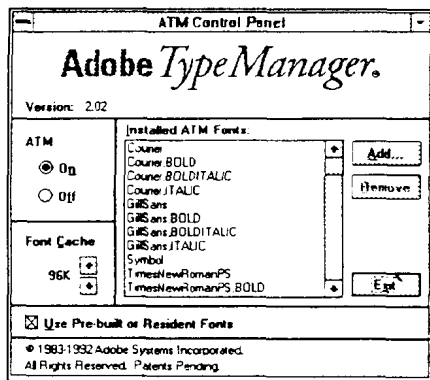 ATM Control Panel
Adobe Type Manager®
Version: 2.02
ATM
On
Off
Font Cache
96K
Installed ATM Fonts:
Courier
Courier,BOLD
Courier,BOLDITALIC
Courier,ITALIC
GillSans
GillSans,BOLD
GillSans,BOLDITALIC
GillSans,ITALIC
Symbol
TimesNewRomanPS
TimesNewRomanPS,BOLD
Add...
Remove
Exit
Use Pre-built or Resident Fonts
© 1983-1992 Adobe Systems Incorporated.
All Rights Reserved. Patents Pending.